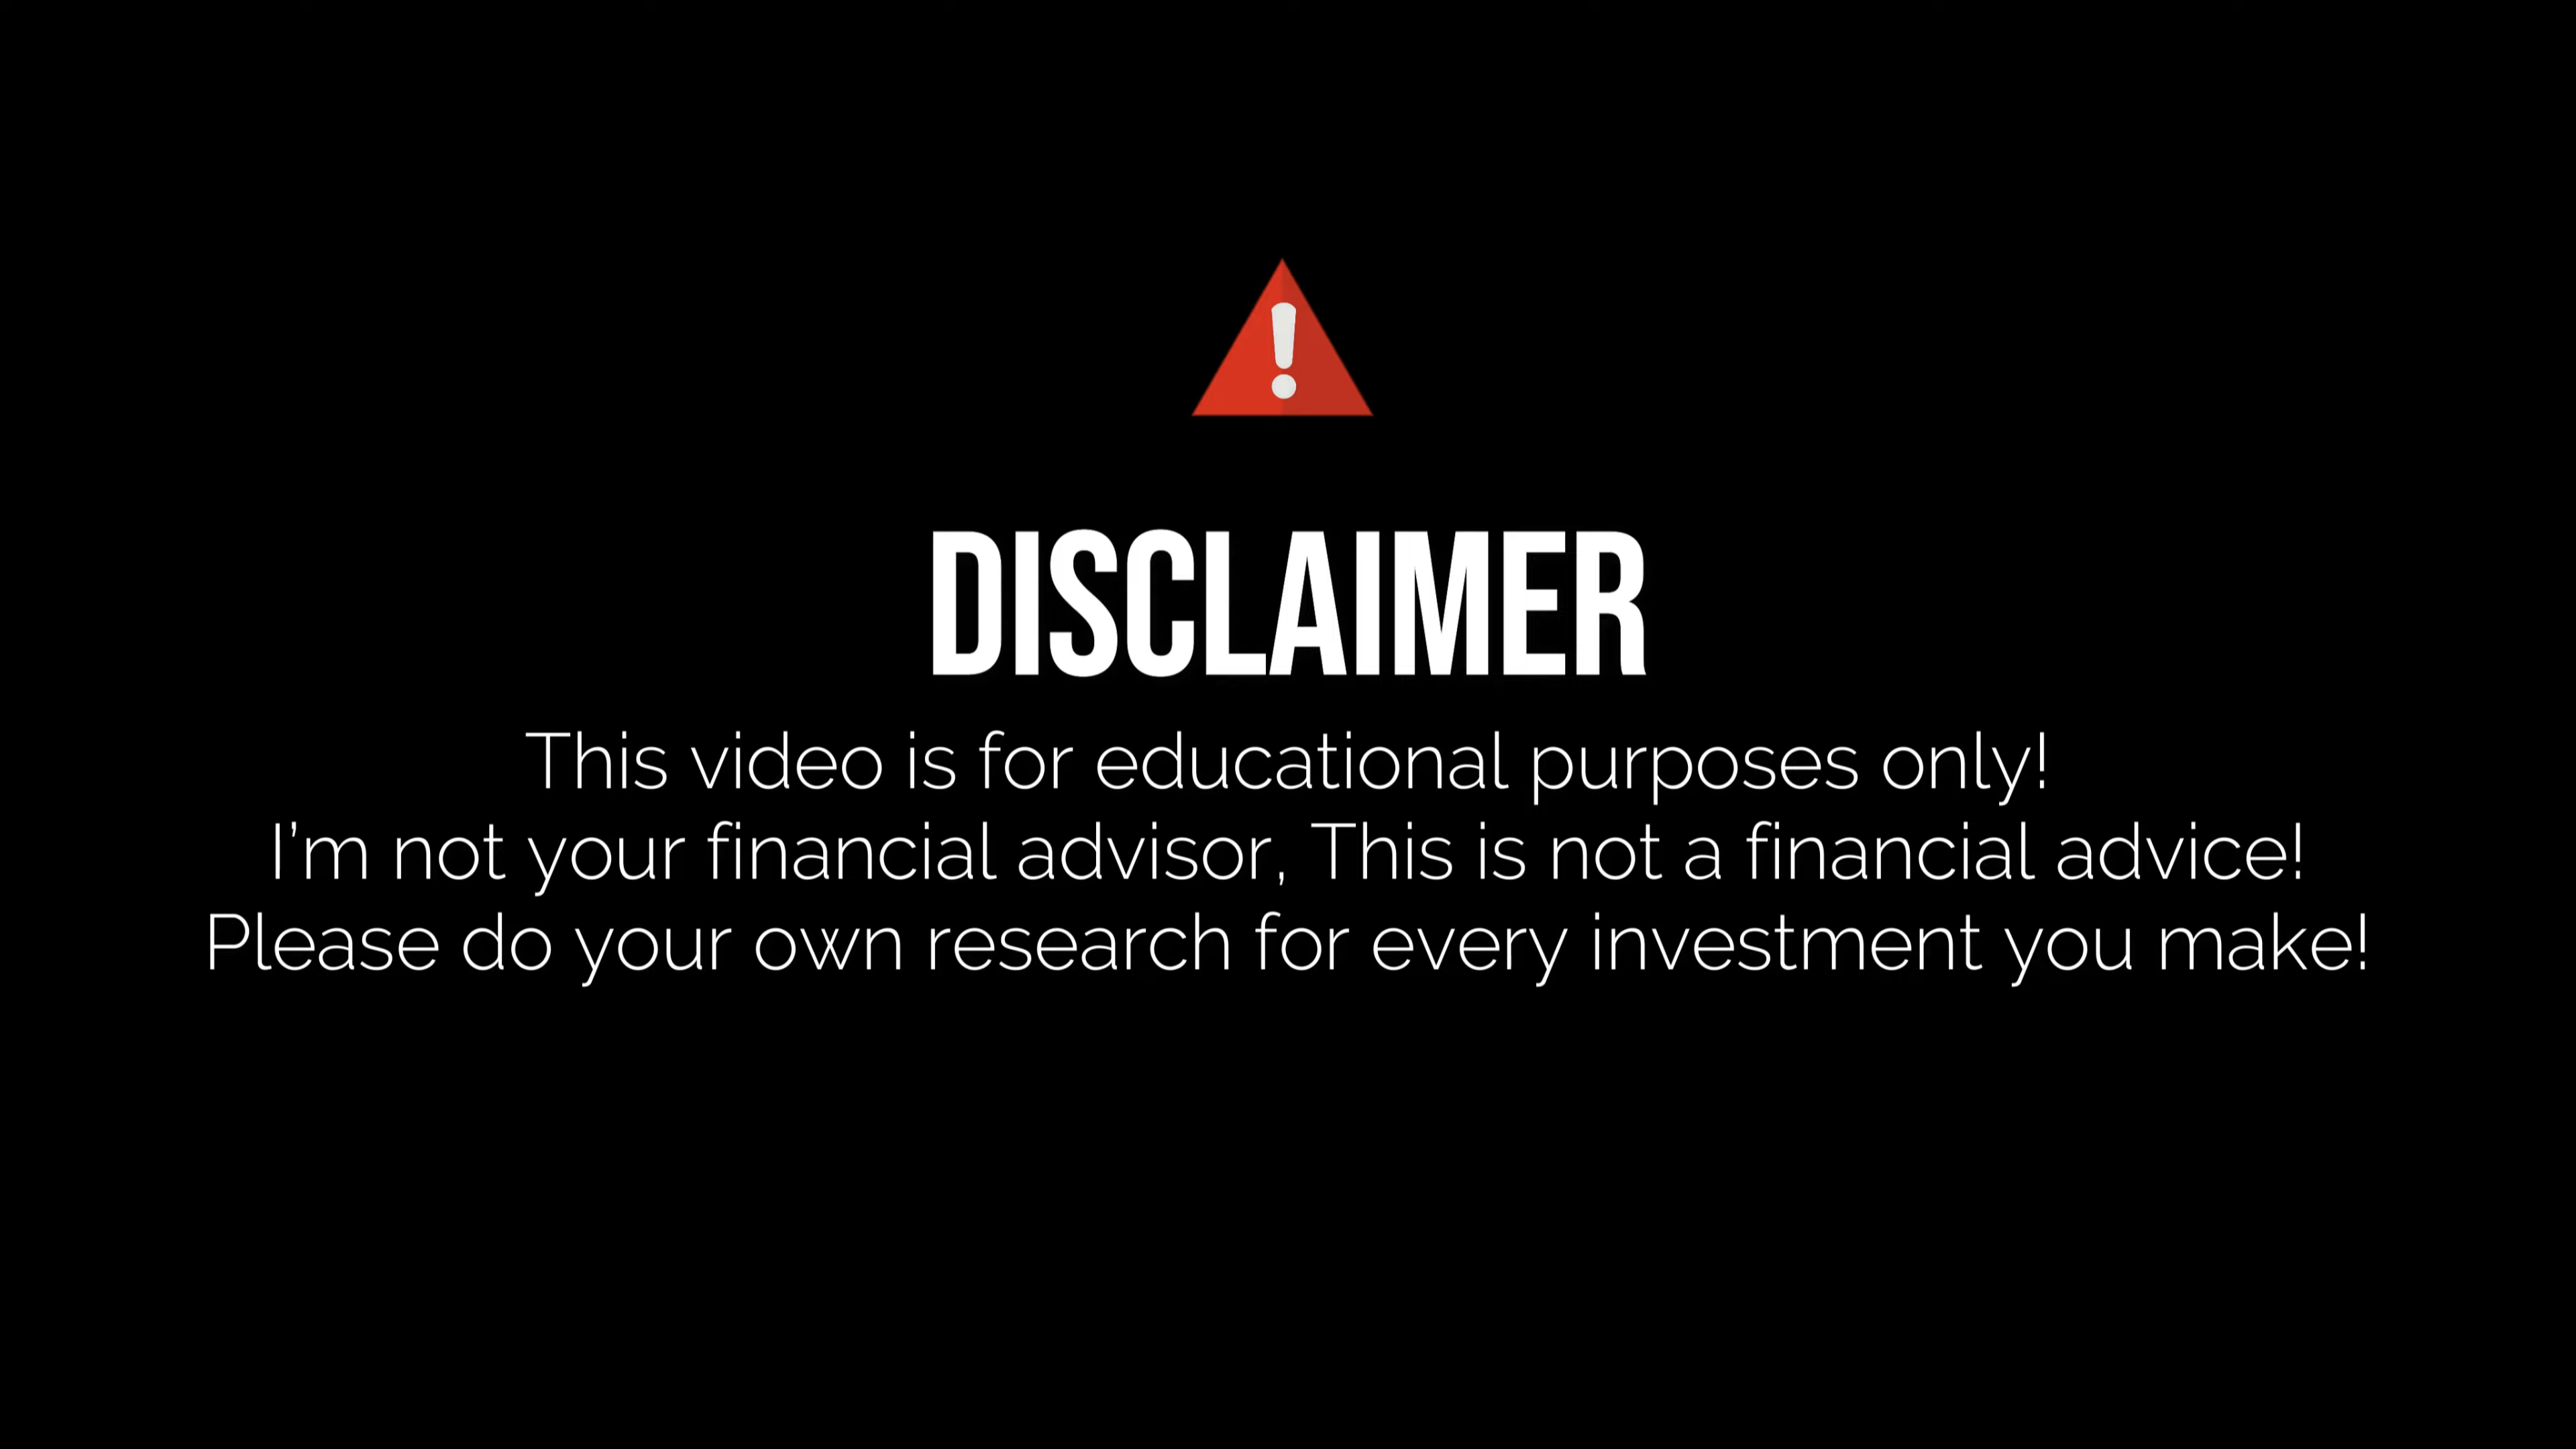 DISCLAIMER
This video is for educational purposes only!
I'm not your financial advisor, This is not a financial advice!
Please do your own research for every investment you make!